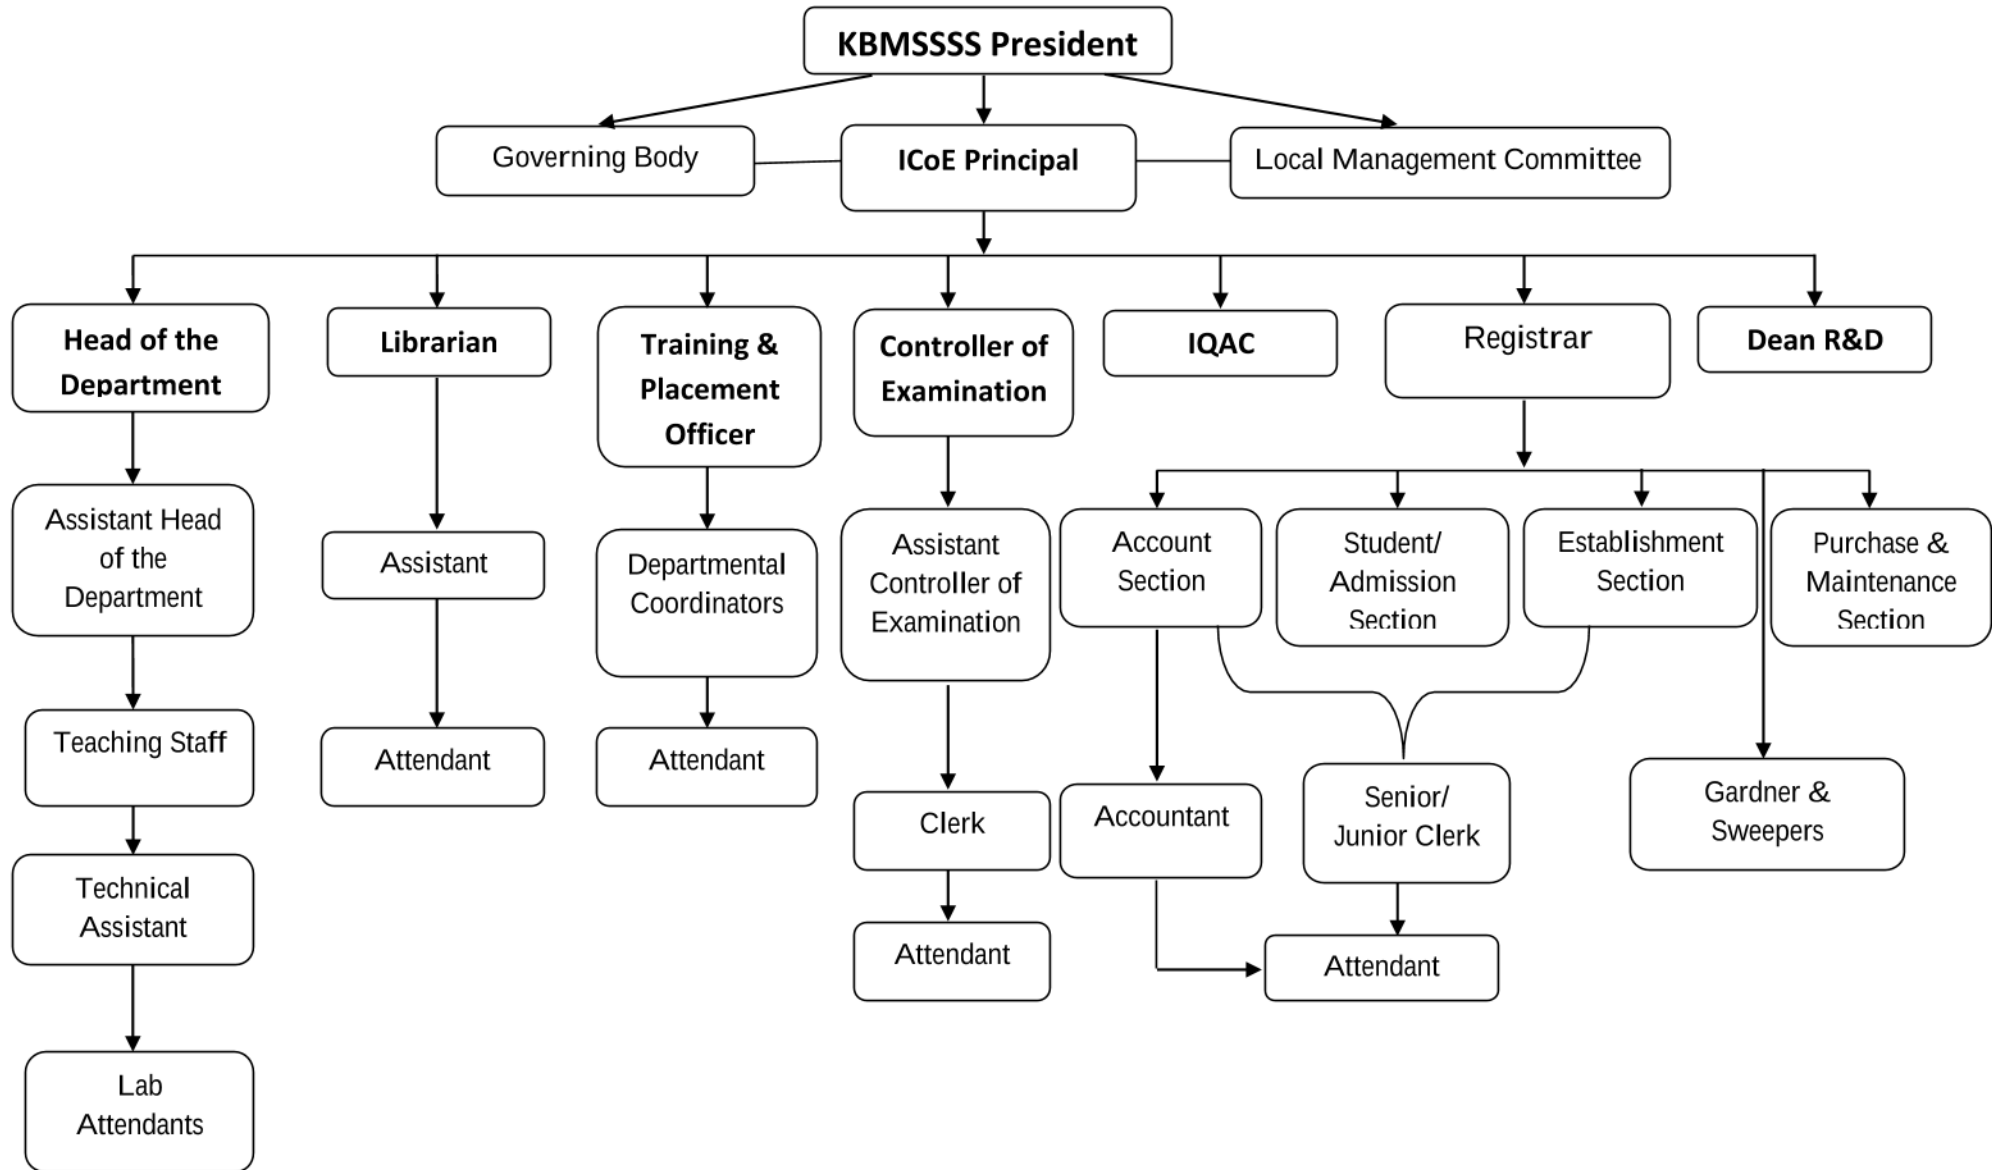 KBMSSSS President
Governing Body
ICoE Principal
Local Management Committee
Head of the
Department
Librarian
Training &
Placement
Officer
Controller of
Examination
IQAC
Registrar
Dean R&D
Assistant Head
of the
Department
Assistant
Departmental
Coordinators
Assistant
Controller of
Examination
Account
Section
Student/
Admission
Section
Establishment
Section
Purchase &
Maintenance
Section
Teaching Staff
Attendant
Attendant
Clerk
Accountant
Senior/
Junior Clerk
Gardner &
Sweepers
Technical
Assistant
Attendant
Attendant
Lab
Attendants